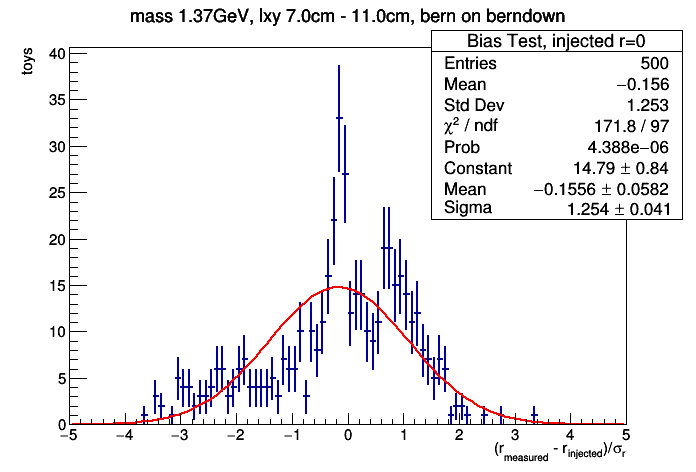 mass 1.37GeV, lxy 7.0cm - 11.0cm, bern on berndown
Bias Test, injected r=0
Entries 500
Mean −0.156
Std Dev 1.253
χ² / ndf 171.8 / 97
Prob 4.388e−06
Constant 14.79 ± 0.84
Mean −0.1556 ± 0.0582
Sigma 1.254 ± 0.041
toys
40
35
30
25
20
15
10
5
0
−5 −4 −3 −2 −1 0 1 2 3 4 5
(r_measured - r_injected)/σ_r